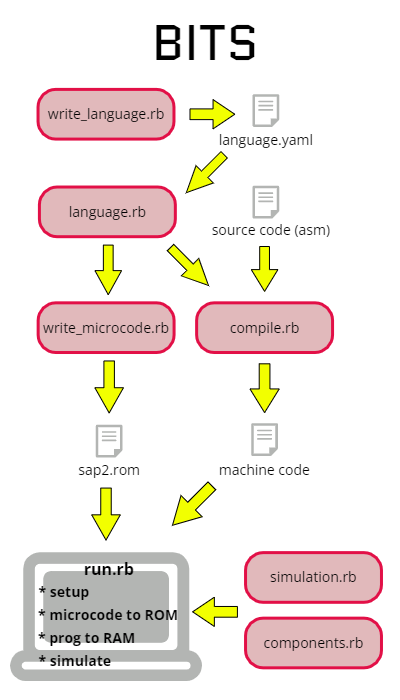 BITS
write_language.rb
language.yaml
language.rb
source code (asm)
write_microcode.rb
compile.rb
sap2.rom
machine code
run.rb
* setup
* microcode to ROM
* prog to RAM
* simulate
simulation.rb
components.rb